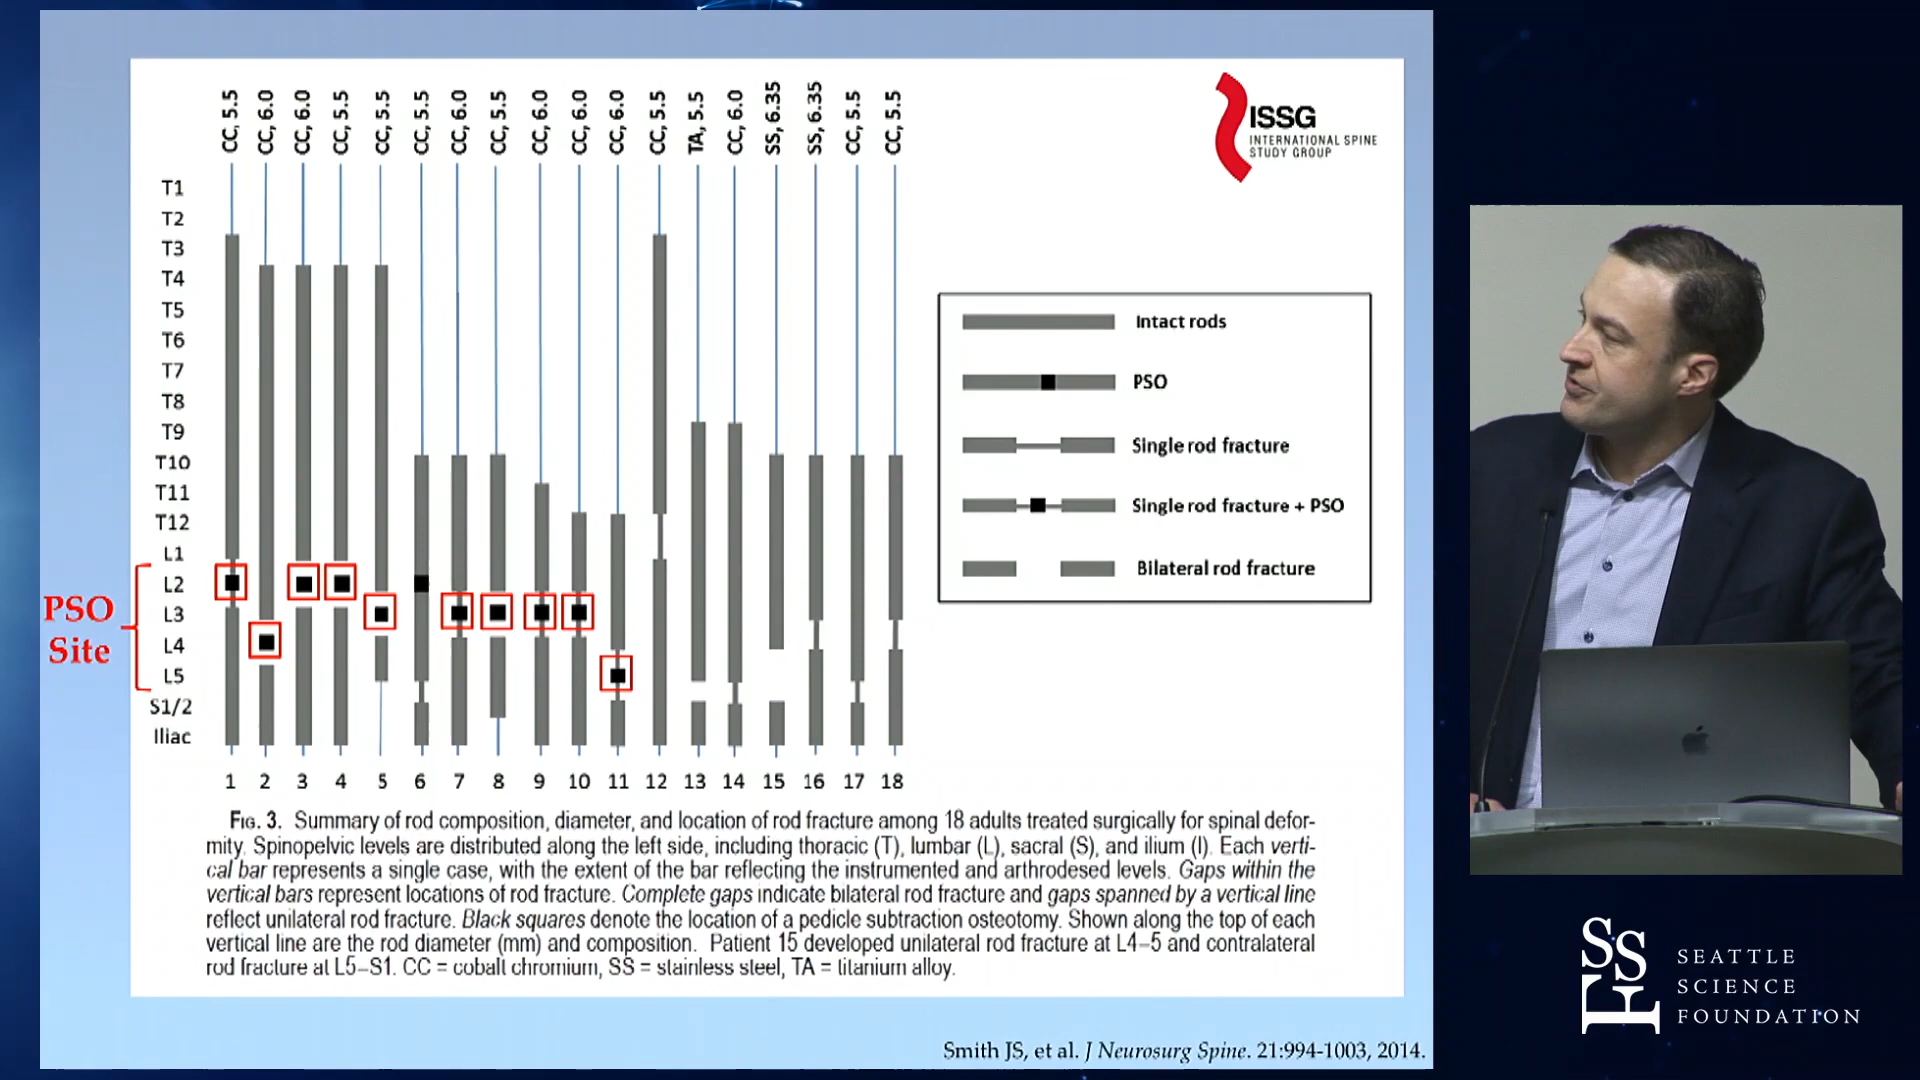 CC, 5.5
CC, 6.0
CC, 6.0
CC, 5.5
CC, 5.5
CC, 5.5
CC, 6.0
CC, 5.5
CC, 6.0
CC, 6.0
CC, 6.0
CC, 5.5
TA, 5.5
CC, 6.0
SS, 6.35
SS, 6.35
CC, 5.5
CC, 5.5
ISSG
INTERNATIONAL SPINE
STUDY GROUP
T1
T2
T3
T4
T5
T6
T7
T8
T9
T10
T11
T12
L1
L2
L3
L4
L5
S1/2
Iliac
PSO
Site
Intact rods
PSO
Single rod fracture
Single rod fracture + PSO
Bilateral rod fracture
1 2 3 4 5 6 7 8 9 10 11 12 13 14 15 16 17 18
FIG. 3. Summary of rod composition, diameter, and location of rod fracture among 18 adults treated surgically for spinal defor-
mity. Spinopelvic levels are distributed along the left side, including thoracic (T), lumbar (L), sacral (S), and ilium (I). Each verti-
cal bar represents a single case, with the extent of the bar reflecting the instrumented and arthrodesed levels. Gaps within the
vertical bars represent locations of rod fracture. Complete gaps indicate bilateral rod fracture and gaps spanned by a vertical line
reflect unilateral rod fracture. Black squares denote the location of a pedicle subtraction osteotomy. Shown along the top of each
vertical line are the rod diameter (mm) and composition. Patient 15 developed unilateral rod fracture at L4–5 and contralateral
rod fracture at L5–S1. CC = cobalt chromium, SS = stainless steel, TA = titanium alloy.
Smith JS, et al. J Neurosurg Spine. 21:994-1003, 2014.
SSF
SEATTLE
SCIENCE
FOUNDATION